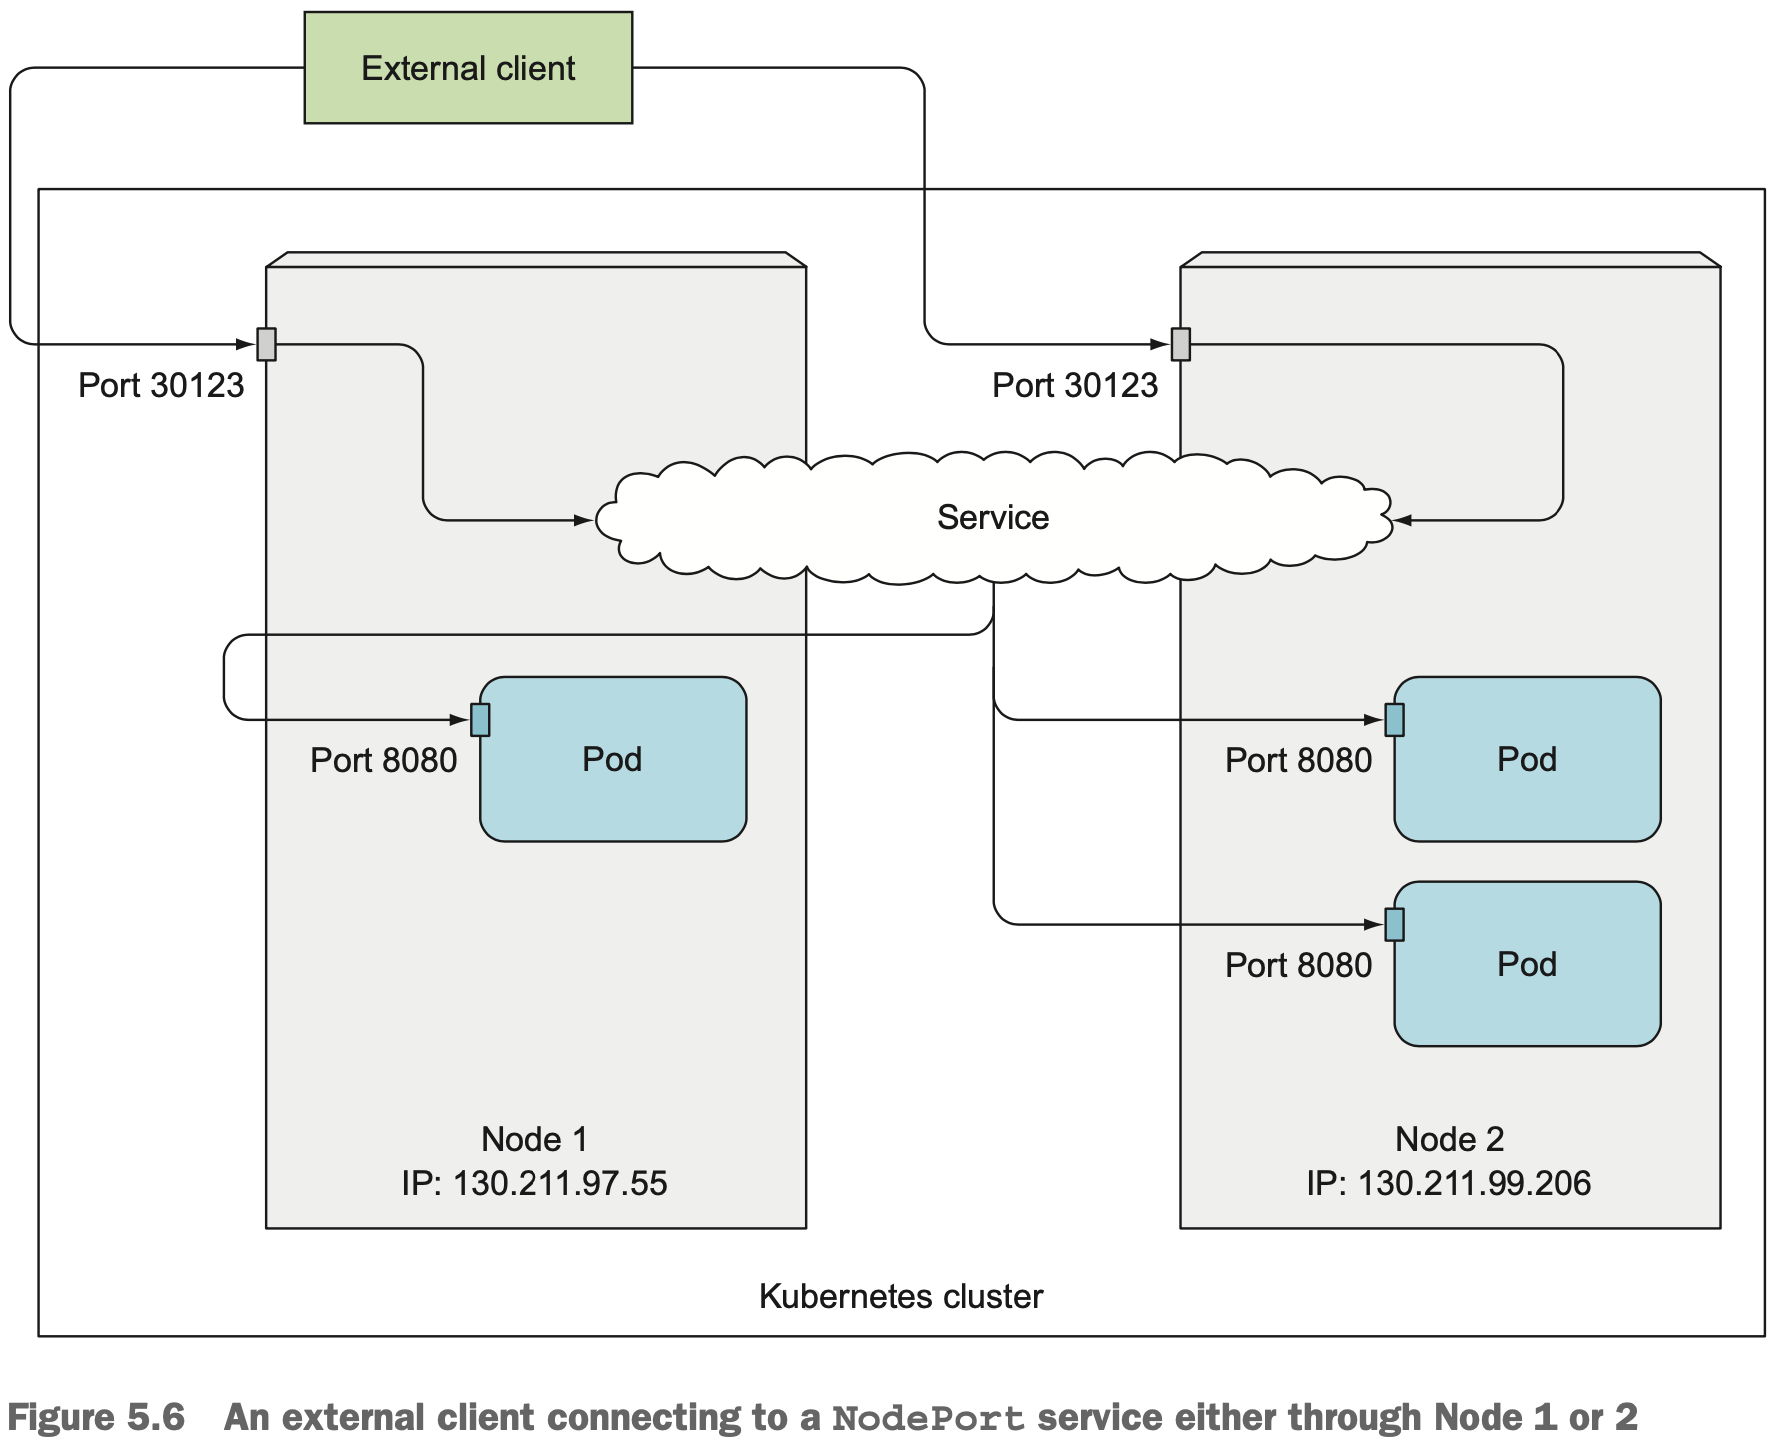 External client
Port 30123
Port 30123
Service
Port 8080
Pod
Port 8080
Pod
Port 8080
Pod
Node 1
IP: 130.211.97.55
Node 2
IP: 130.211.99.206
Kubernetes cluster
Figure 5.6 An external client connecting to a NodePort service either through Node 1 or 2